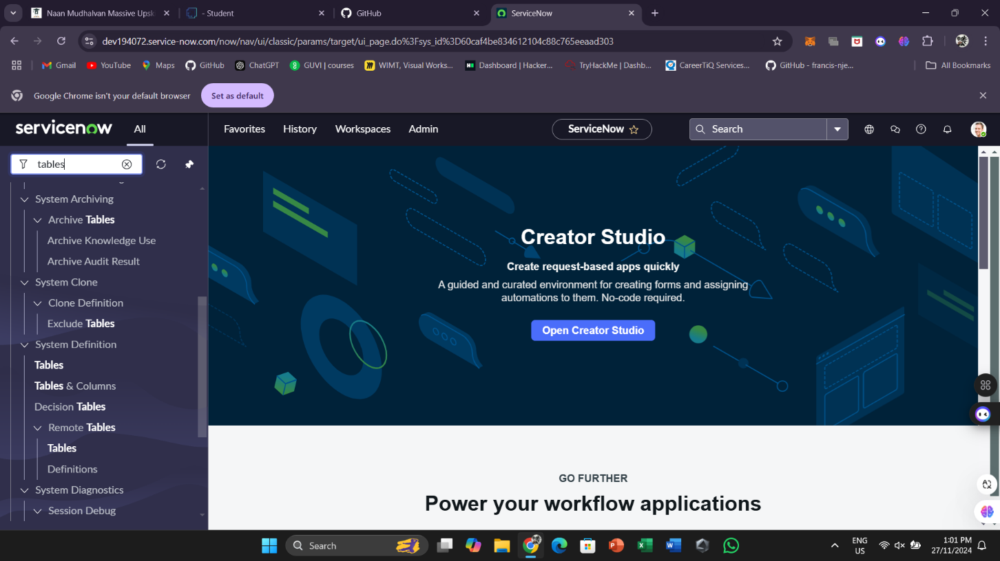 Naan Mudhalvan Massive Upsk
- Student
GitHub
ServiceNow
dev194072.service-now.com/now/nav/ui/classic/params/target/ui_page.do%3Fsys_id%3D60caf4be834612104c88c765eeaad303
Gmail
YouTube
Maps
GitHub
ChatGPT
GUVI | courses
WIMT, Visual Works...
Dashboard | Hacker...
TryHackMe | Dashb...
CareerTiQ Services...
GitHub - francis-nje...
All Bookmarks
Google Chrome isn't your default browser
Set as default
servicenow
All
Favorites
History
Workspaces
Admin
ServiceNow
Search
tables
System Archiving
Archive Tables
Archive Knowledge Use
Archive Audit Result
System Clone
Clone Definition
Exclude Tables
System Definition
Tables
Tables & Columns
Decision Tables
Remote Tables
Tables
Definitions
System Diagnostics
Session Debug
Creator Studio
Create request-based apps quickly
A guided and curated environment for creating forms and assigning
automations to them. No-code required.
Open Creator Studio
GO FURTHER
Power your workflow applications
Search
ENG
US
1:01 PM
27/11/2024